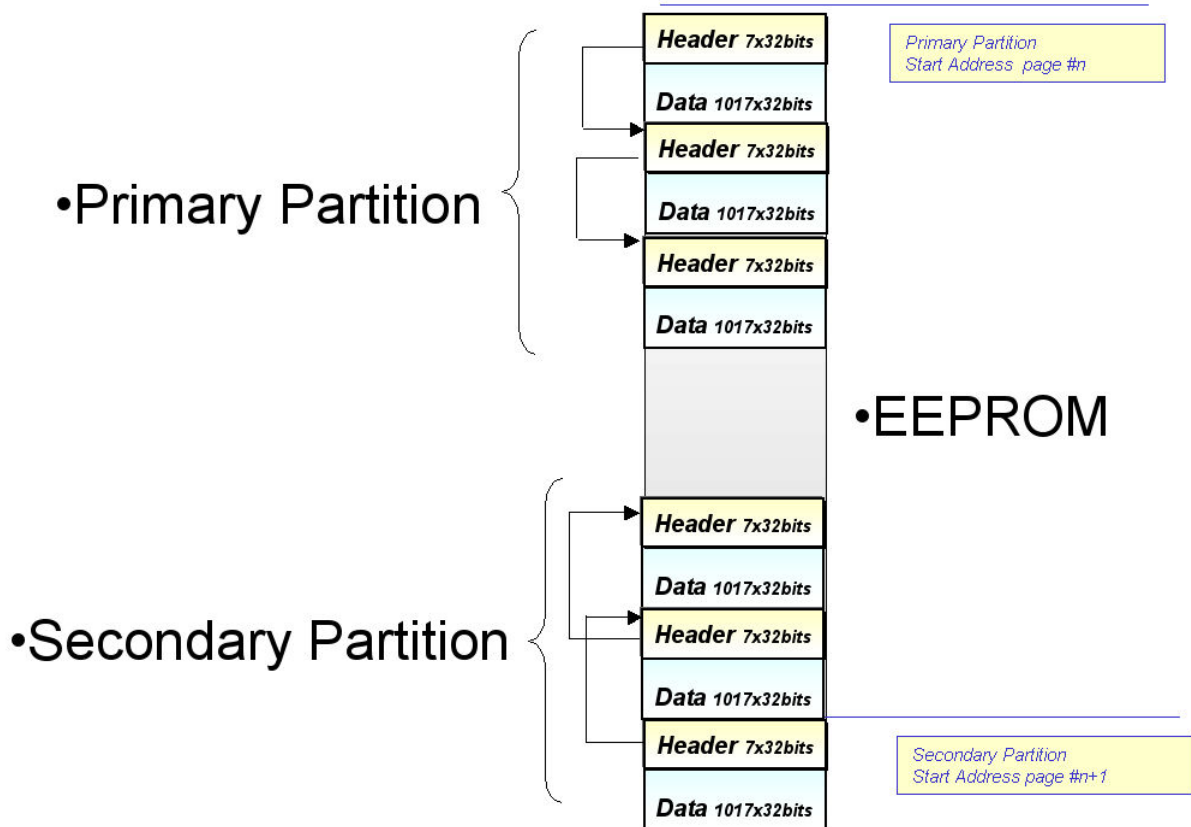 Header 7x32bits
Primary Partition
Start Address page #n
Data 1017x32bits
Header 7x32bits
•Primary Partition
Data 1017x32bits
Header 7x32bits
Data 1017x32bits
•EEPROM
Header 7x32bits
Data 1017x32bits
•Secondary Partition
Header 7x32bits
Data 1017x32bits
Header 7x32bits
Secondary Partition
Start Address page #n+1
Data 1017x32bits